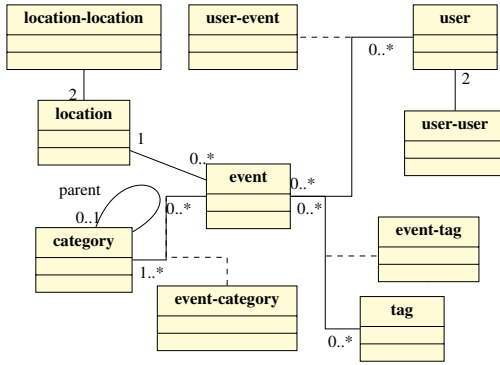 location-location
user-event
user
0..*
2
2
location
user-user
1
0..*
event
parent
0..*
0..*
0..*
0..1
category
event-tag
1..*
event-category
tag
0..*